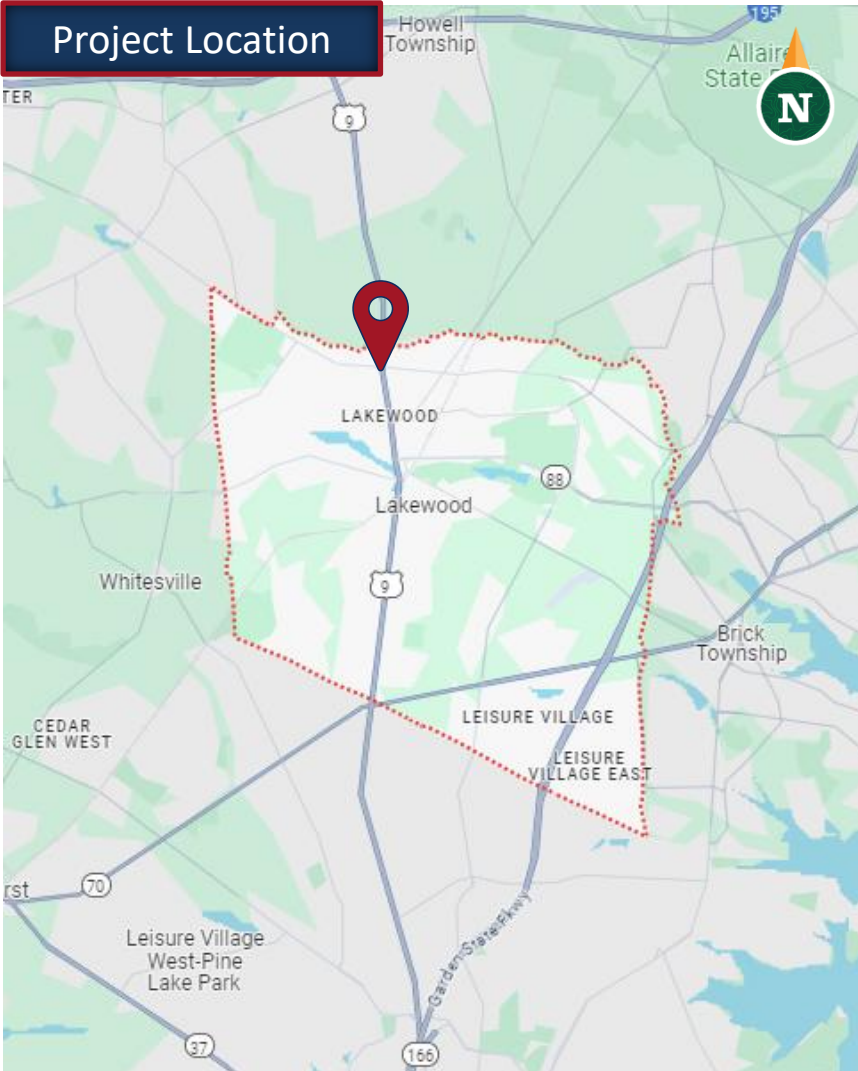 Project Location
Howell
Township
195
Allaire
State
N
TER
9
LAKEWOOD
88
Lakewood
Whitesville
9
Brick
Township
LEISURE VILLAGE
CEDAR
GLEN WEST
LEISURE
VILLAGE EAST
70
rst
Garden State Pkwy
Leisure Village
West-Pine
Lake Park
37
166